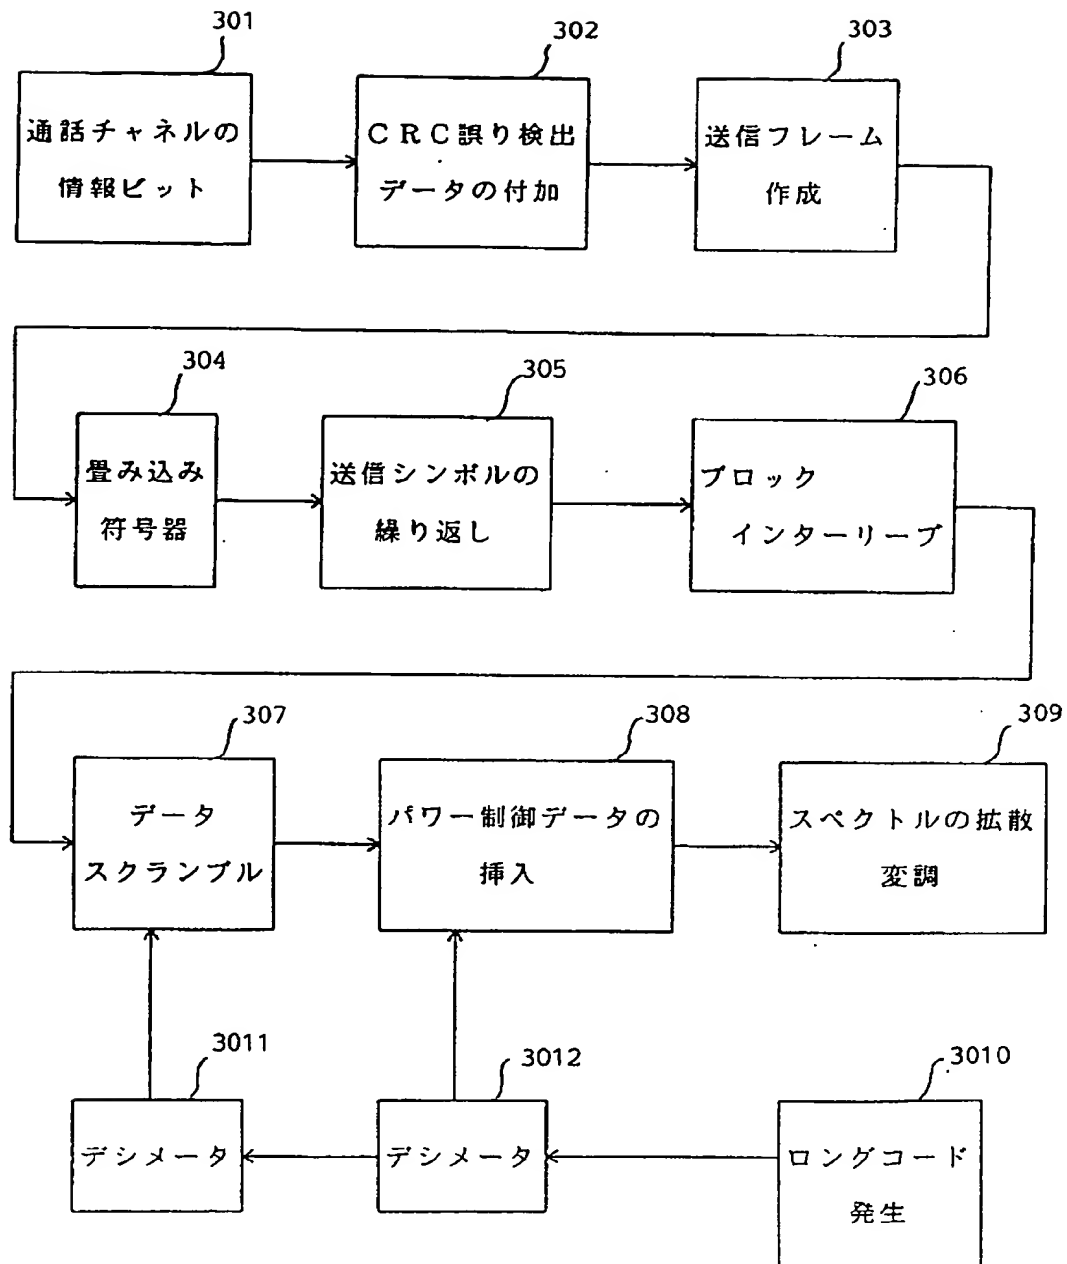 301
通話チャネルの
情報ビット
302
CRC誤り検出
データの付加
303
送信フレーム
作成
304
畳み込み
符号器
305
送信シンボルの
繰り返し
306
ブロック
インターリーブ
307
データ
スクランブル
308
パワー制御データの
挿入
309
スペクトルの拡散
変調
3011
デシメータ
3012
デシメータ
3010
ロングコード
発生